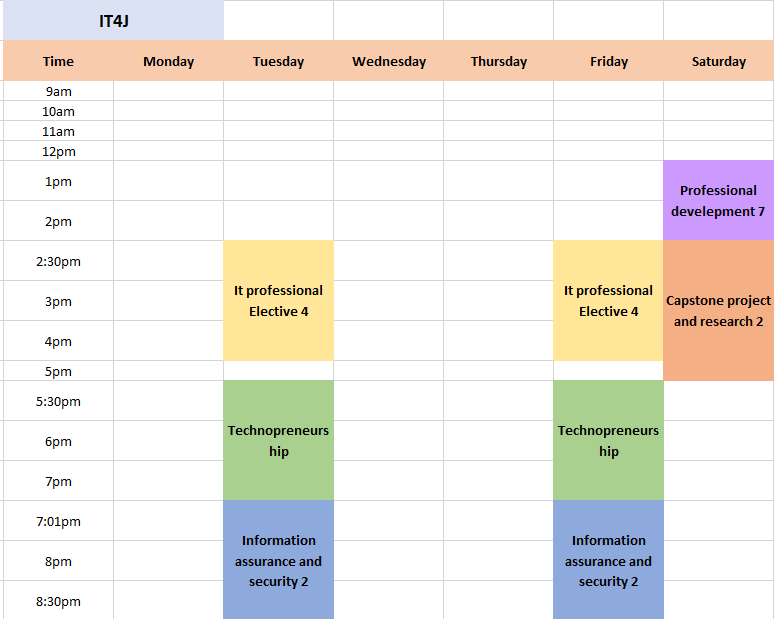 IT4J
Time Monday Tuesday Wednesday Thursday Friday Saturday
9am
10am
11am
12pm
1pm
Professional
develepment 7
2pm
2:30pm
It professional
Elective 4
It professional
Elective 4
3pm
Capstone project
and research 2
4pm
5pm
5:30pm
Technopreneurs
hip
Technopreneurs
hip
6pm
7pm
7:01pm
Information
assurance and
security 2
Information
assurance and
security 2
8pm
8:30pm